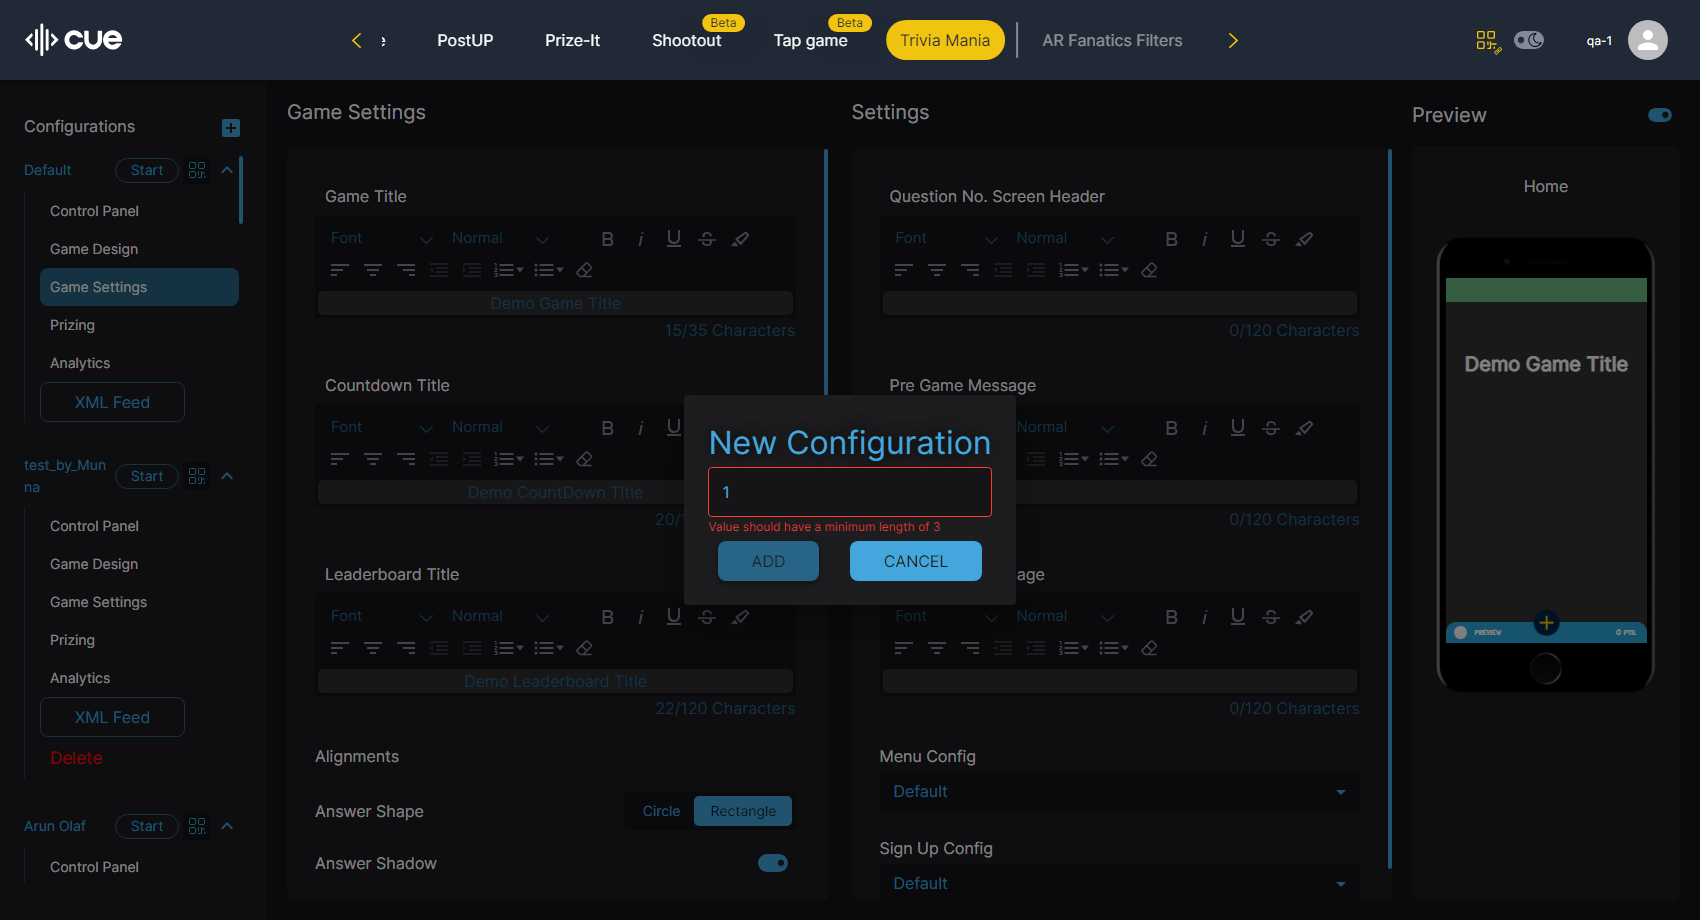 cue
PostUP
Prize-It
Shootout
Beta
Tap game
Beta
Trivia Mania
AR Fanatics Filters
qa-1
Configurations
Default
Start
Control Panel
Game Design
Game Settings
Prizing
Analytics
XML Feed
test_by_Mun
na
Start
Control Panel
Game Design
Game Settings
Prizing
Analytics
XML Feed
Delete
Arun Olaf
Start
Control Panel
Game Settings
Game Title
Font
Normal
Demo Game Title
15/35 Characters
Countdown Title
Font
Normal
Demo CountDown Title
Leaderboard Title
Font
Normal
Demo Leaderboard Title
22/120 Characters
Alignments
Answer Shape
Circle
Rectangle
Answer Shadow
New Configuration
1
Value should have a minimum length of 3
ADD
CANCEL
Settings
Question No. Screen Header
Font
Normal
0/120 Characters
Pre Game Message
Normal
0/120 Characters
Font
Normal
0/120 Characters
Menu Config
Default
Sign Up Config
Default
Preview
Home
Demo Game Title
PREVIEW
0 PTS.